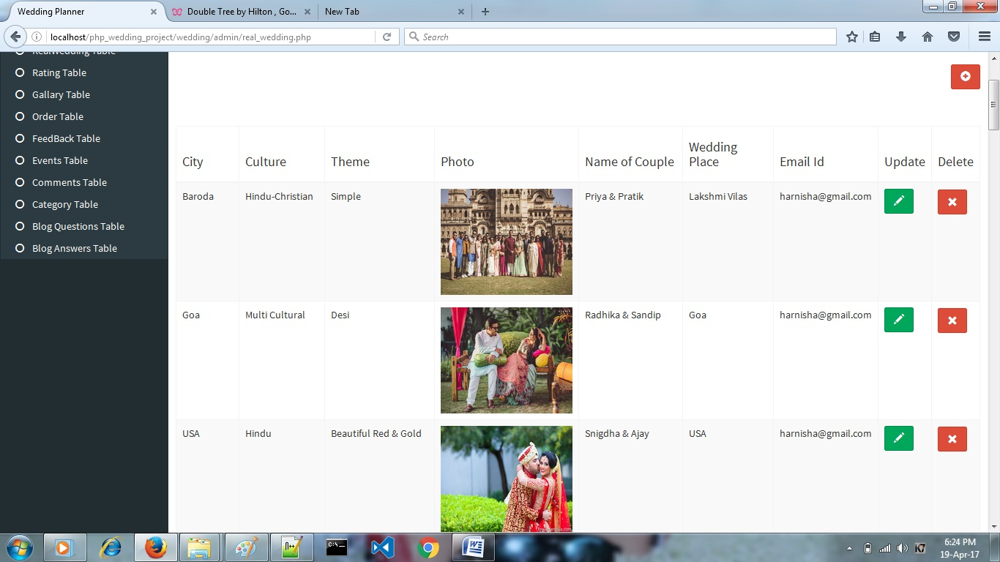 Wedding Planner
Double Tree by Hilton , Go...
New Tab
localhost/php_wedding_project/wedding/admin/real_wedding.php
Search
RealWedding Table
Rating Table
Gallary Table
Order Table
FeedBack Table
Events Table
Comments Table
Category Table
Blog Questions Table
Blog Answers Table
City Culture Theme Photo Name of Couple Wedding Place Email Id Update Delete
Baroda Hindu-Christian Simple Priya & Pratik Lakshmi Vilas harnisha@gmail.com
Goa Multi Cultural Desi Radhika & Sandip Goa harnisha@gmail.com
USA Hindu Beautiful Red & Gold Snigdha & Ajay USA harnisha@gmail.com
C:\_
N++
W
K7
6:24 PM
19-Apr-17